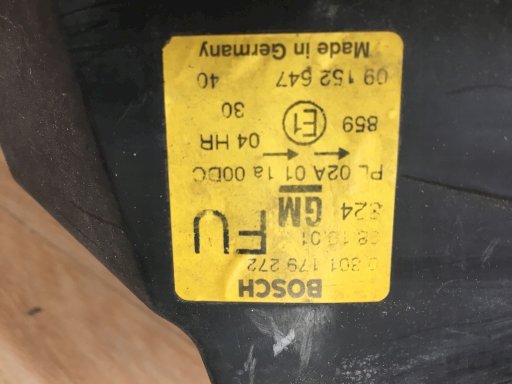 BOSCH
0 301 179 272
FU
GM
PL 02A 01 1a 00DC
859 E1 04 HR
30
09 152 647 40
Made in Germany